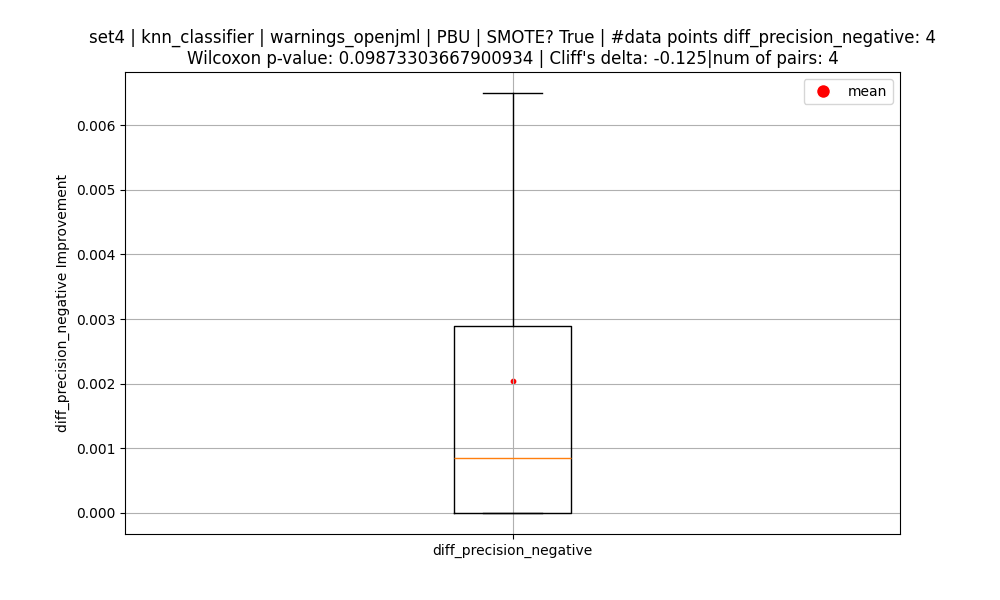 set4 | knn_classifier | warnings_openjml | PBU | SMOTE? True | #data points diff_precision_negative: 4
Wilcoxon p-value: 0.09873303667900934 | Cliff's delta: -0.125|num of pairs: 4
mean
0.006
0.005
0.004
0.003
0.002
0.001
0.000
diff_precision_negative Improvement
diff_precision_negative